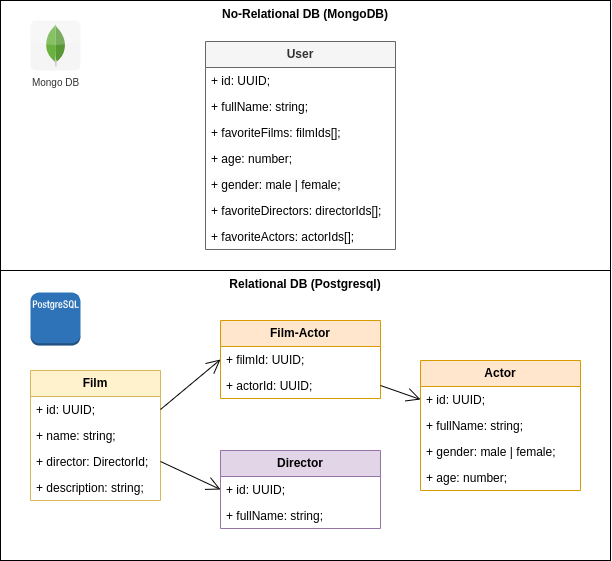 No-Relational DB (MongoDB)
Mongo DB
User
+ id: UUID;
+ fullName: string;
+ favoriteFilms: filmIds[];
+ age: number;
+ gender: male | female;
+ favoriteDirectors: directorIds[];
+ favoriteActors: actorIds[];
Relational DB (Postgresql)
PostgreSQL
Film
+ id: UUID;
+ name: string;
+ director: DirectorId;
+ description: string;
Film-Actor
+ filmId: UUID;
+ actorId: UUID;
Director
+ id: UUID;
+ fullName: string;
Actor
+ id: UUID;
+ fullName: string;
+ gender: male | female;
+ age: number;